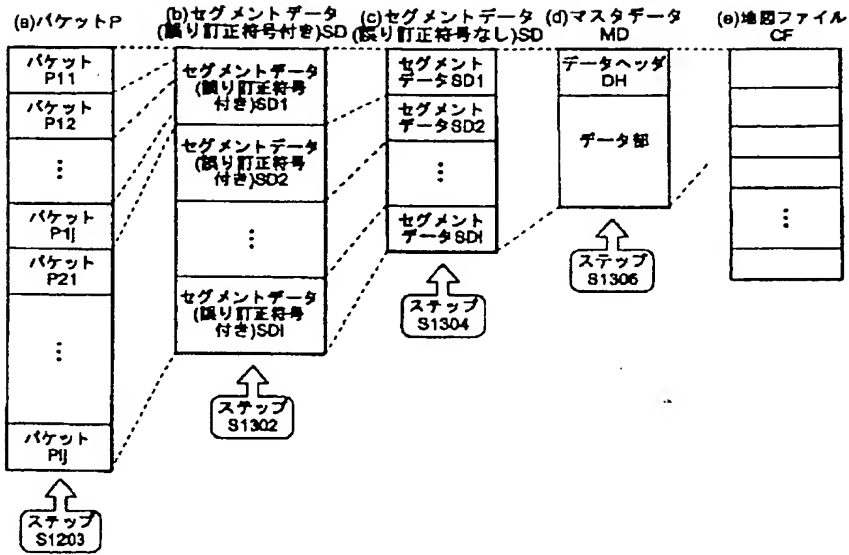 (a)パケットP
(b)セグメントデータ
(誤り訂正符号付き)SD
(c)セグメントデータ
(誤り訂正符号なし)SD
(d)マスタデータ
MD
(e)地図ファイル
CF
パケット
P11
パケット
P12
⋮
パケット
P1j
パケット
P21
⋮
パケット
Pij
ステップ
S1203
セグメントデータ
(誤り訂正符号
付き)SD1
セグメントデータ
(誤り訂正符号
付き)SD2
⋮
セグメントデータ
(誤り訂正符号
付き)SDi
ステップ
S1302
セグメント
データSD1
セグメント
データSD2
⋮
セグメント
データSDi
ステップ
S1304
データヘッダ
DH
データ部
ステップ
S1306
⋮